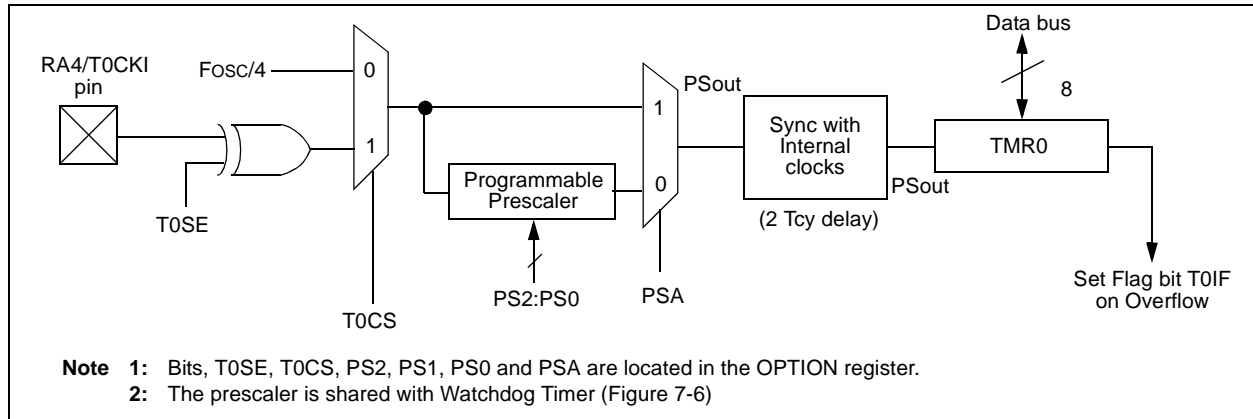 Data bus
RA4/T0CKI
pin
FOSC/4
0
PSout
8
1
1
Sync with
Internal
clocks
TMR0
Programmable
Prescaler
0
PSout
T0SE
(2 Tcy delay)
PS2:PS0
PSA
Set Flag bit T0IF
on Overflow
T0CS
Note 1: Bits, T0SE, T0CS, PS2, PS1, PS0 and PSA are located in the OPTION register.
2: The prescaler is shared with Watchdog Timer (Figure 7-6)